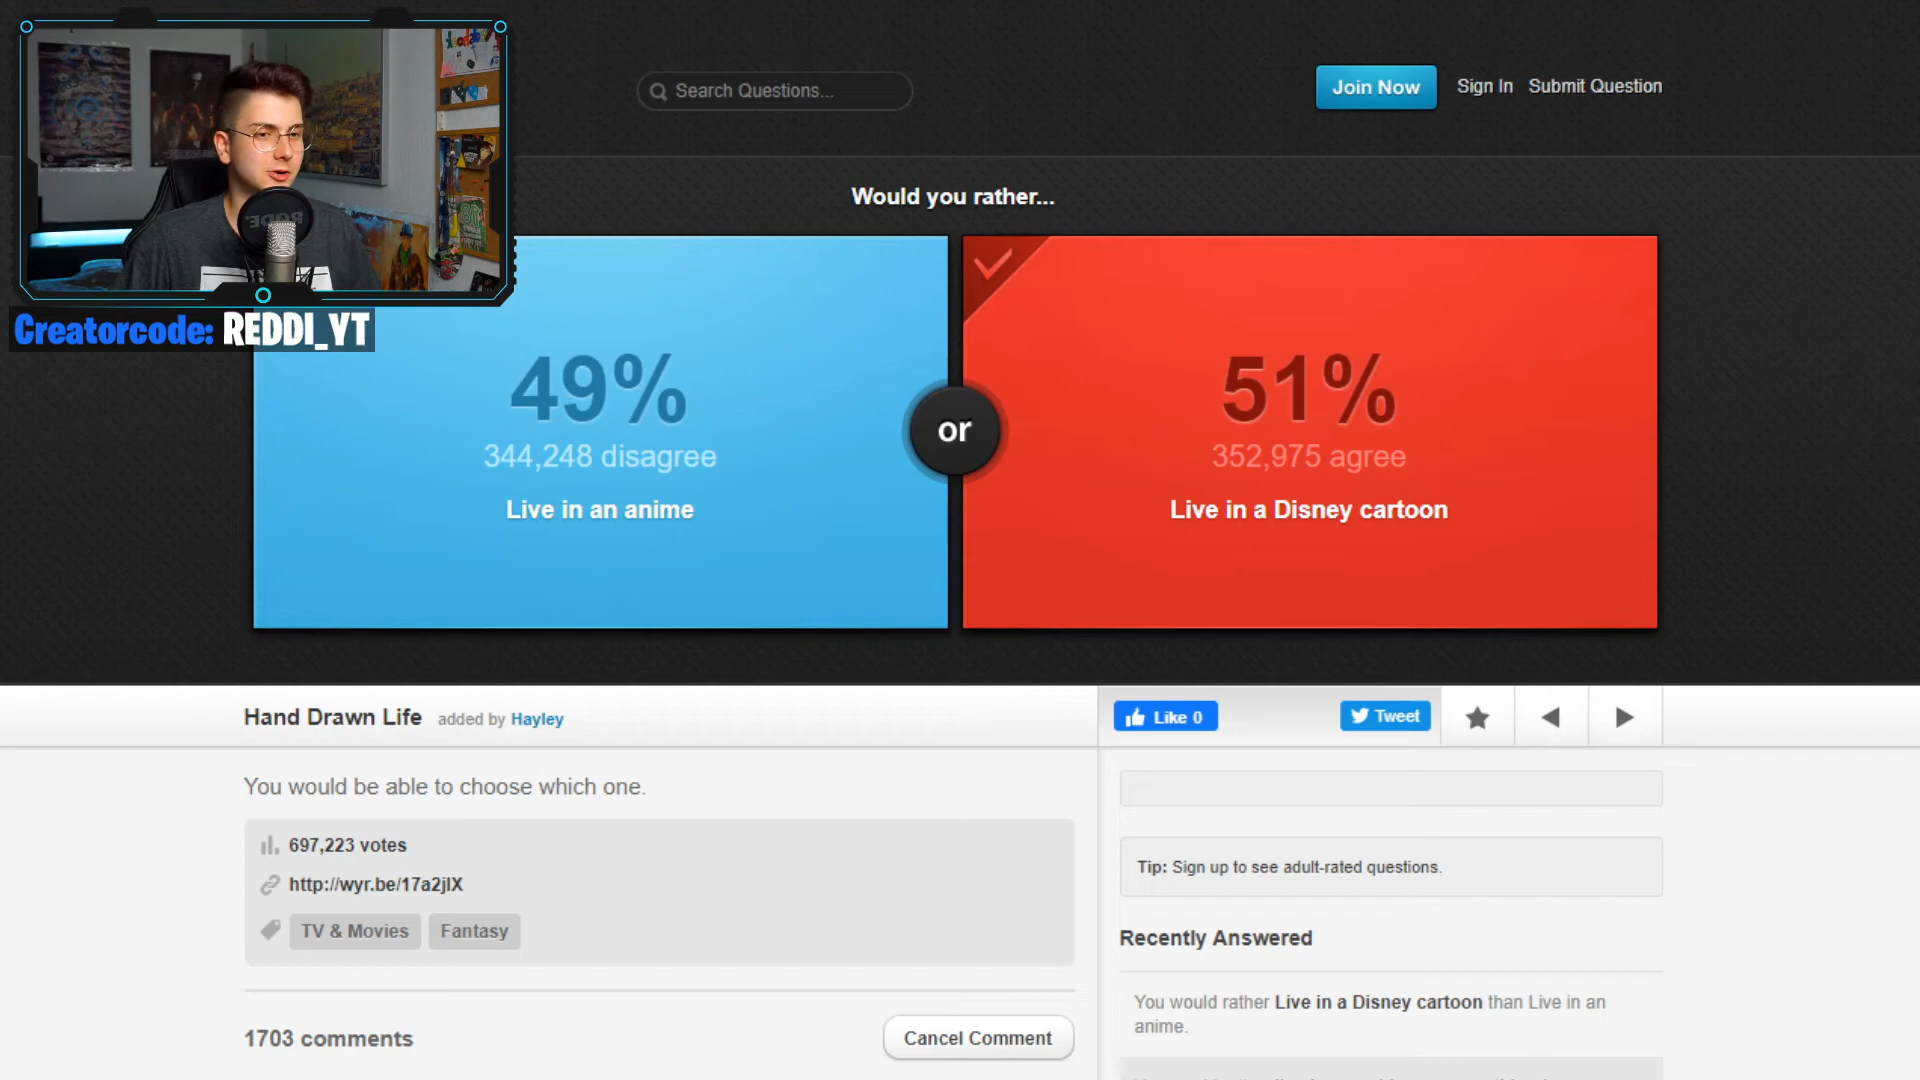 Search Questions...
Join Now
Sign In
Submit Question
Would you rather...
Creatorcode: REDDI_YT
49%
344,248 disagree
Live in an anime
or
51%
352,975 agree
Live in a Disney cartoon
Hand Drawn Life added by Hayley
Like 0
Tweet
You would be able to choose which one.
697,223 votes
http://wyr.be/17a2jlX
TV & Movies
Fantasy
1703 comments
Cancel Comment
Tip: Sign up to see adult-rated questions.
Recently Answered
You would rather Live in a Disney cartoon than Live in an
anime.